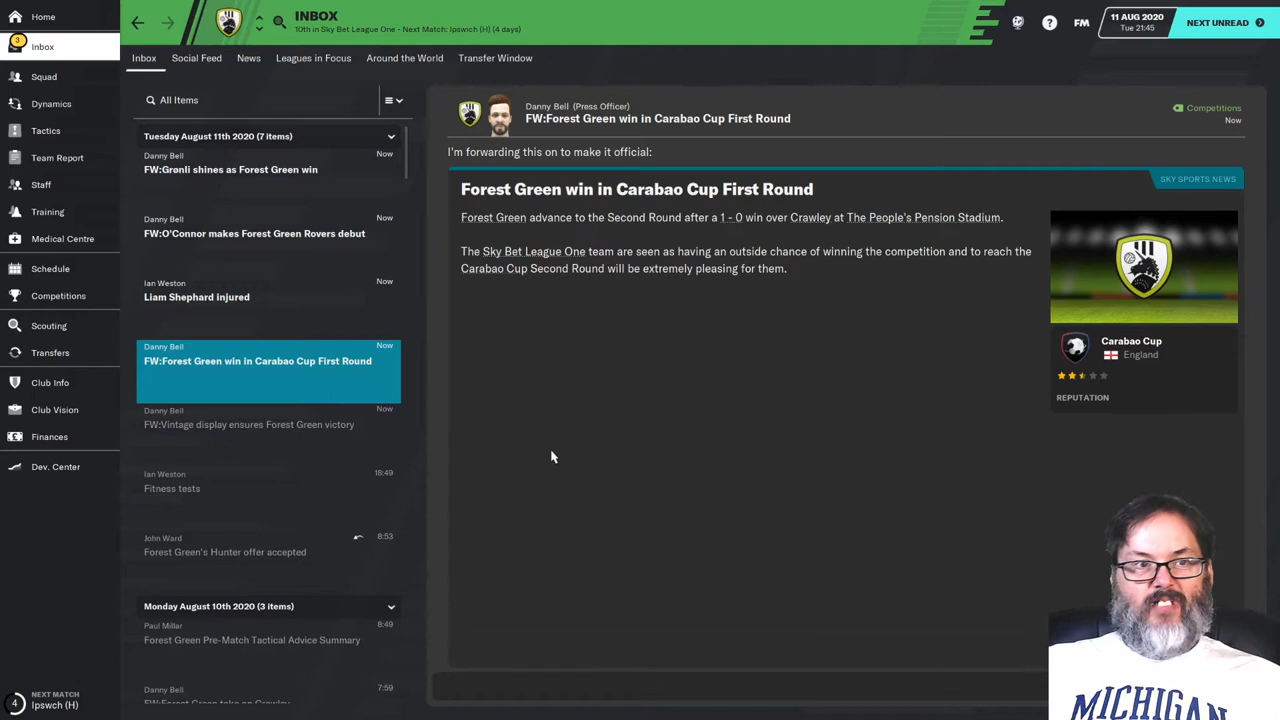 Home
3
Inbox
Squad
Dynamics
Tactics
Team Report
Staff
Training
Medical Centre
Schedule
Competitions
Scouting
Transfers
Club Info
Club Vision
Finances
Dev. Center
4
NEXT MATCH
Ipswich (H)
INBOX
10th in Sky Bet League One - Next Match: Ipswich (H) (4 days)
?
FM
11 AUG 2020
Tue 21:45
NEXT UNREAD
Inbox
Social Feed
News
Leagues in Focus
Around the World
Transfer Window
All Items
Tuesday August 11th 2020 (7 items)
Danny Bell
Now
FW:Grønli shines as Forest Green win
Danny Bell
Now
FW:O'Connor makes Forest Green Rovers debut
Ian Weston
Now
Liam Shephard injured
Danny Bell
Now
FW:Forest Green win in Carabao Cup First Round
Danny Bell
Now
FW:Vintage display ensures Forest Green victory
Ian Weston
18:49
Fitness tests
John Ward
8:53
Forest Green's Hunter offer accepted
Monday August 10th 2020 (3 items)
Paul Millar
8:49
Forest Green Pre-Match Tactical Advice Summary
Danny Bell
7:59
FW:Forest Green take on Crawley
Danny Bell (Press Officer)
FW:Forest Green win in Carabao Cup First Round
Competitions
Now
I'm forwarding this on to make it official:
SKY SPORTS NEWS
Forest Green win in Carabao Cup First Round
Forest Green advance to the Second Round after a 1 - 0 win over Crawley at The People's Pension Stadium.
The Sky Bet League One team are seen as having an outside chance of winning the competition and to reach the
Carabao Cup Second Round will be extremely pleasing for them.
Carabao Cup
England
REPUTATION
MICHIGAN